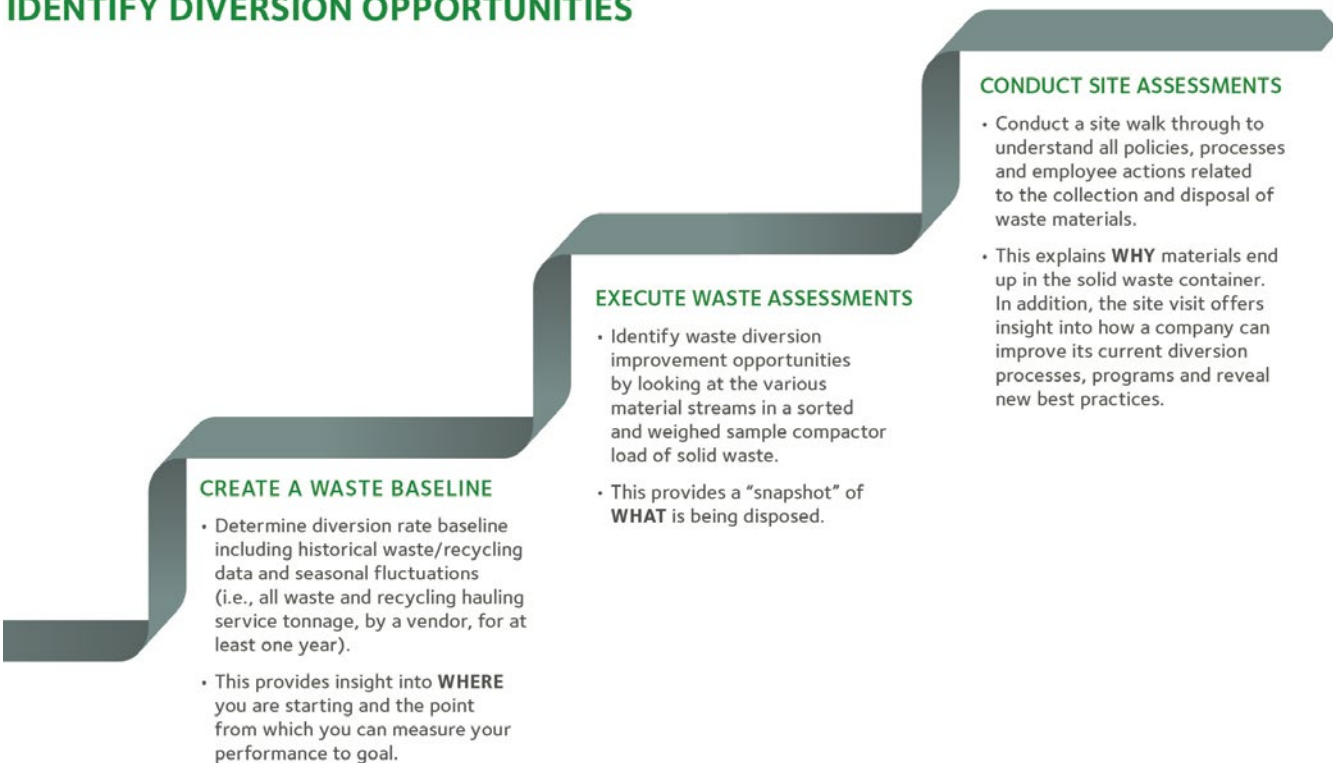 IDENTIFY DIVERSION OPPORTUNITIES
CREATE A WASTE BASELINE
• Determine diversion rate baseline
including historical waste/recycling
data and seasonal fluctuations
(i.e., all waste and recycling hauling
service tonnage, by a vendor, for at
least one year).
• This provides insight into WHERE
you are starting and the point
from which you can measure your
performance to goal.
EXECUTE WASTE ASSESSMENTS
• Identify waste diversion
improvement opportunities
by looking at the various
material streams in a sorted
and weighed sample compactor
load of solid waste.
• This provides a “snapshot” of
WHAT is being disposed.
CONDUCT SITE ASSESSMENTS
• Conduct a site walk through to
understand all policies, processes
and employee actions related
to the collection and disposal of
waste materials.
• This explains WHY materials end
up in the solid waste container.
In addition, the site visit offers
insight into how a company can
improve its current diversion
processes, programs and reveal
new best practices.